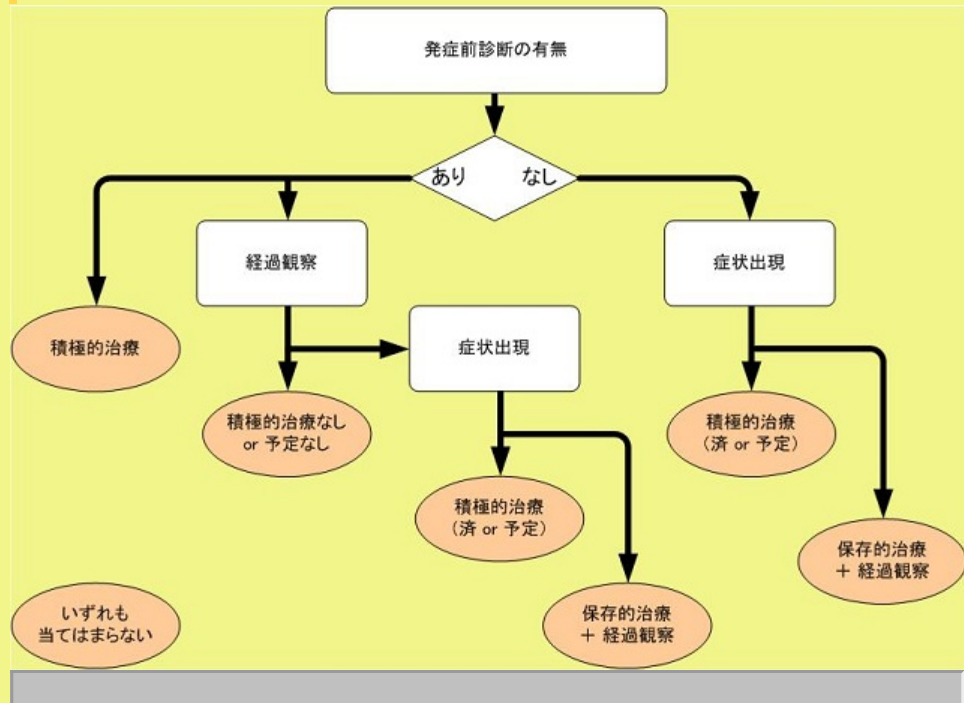 発症前診断の有無
あり
なし
経過観察
症状出現
積極的治療
症状出現
積極的治療なし
or 予定なし
積極的治療
（済 or 予定）
積極的治療
（済 or 予定）
保存的治療
＋ 経過観察
いずれも
当てはまらない
保存的治療
＋ 経過観察